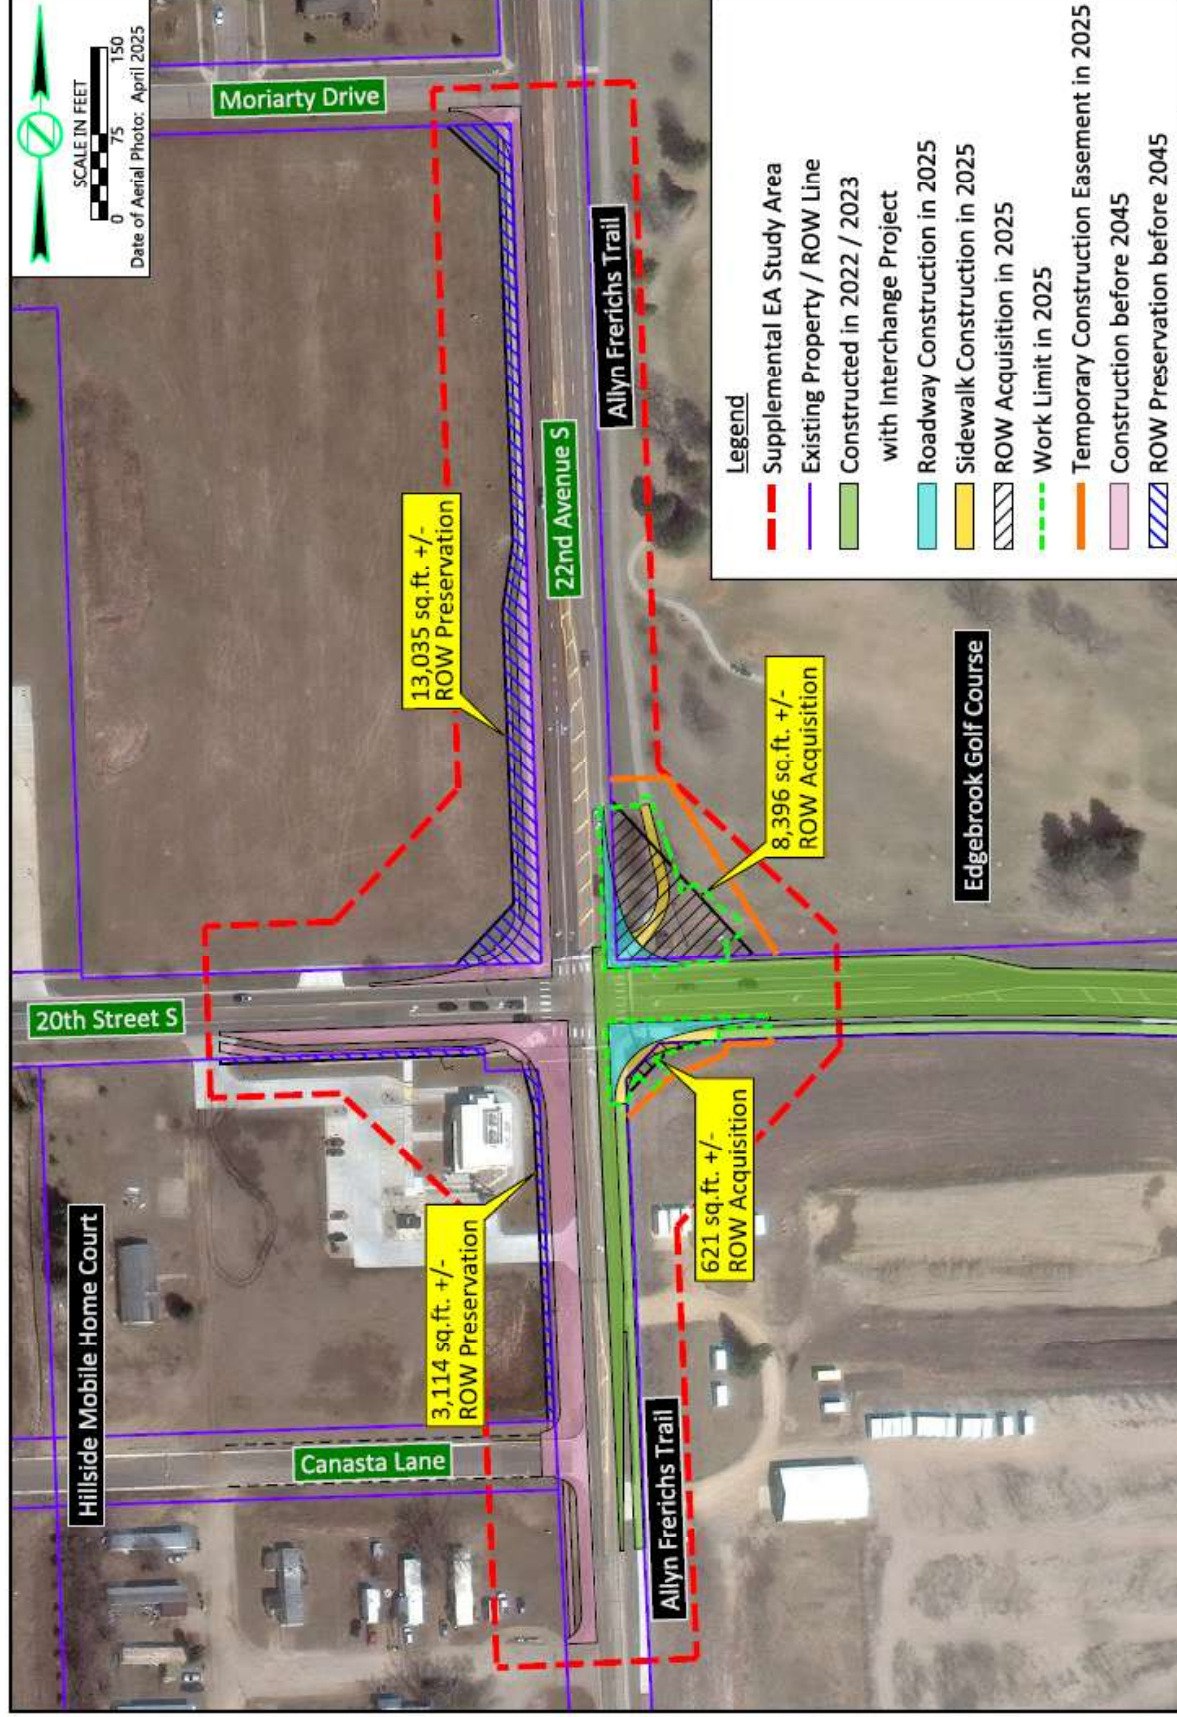 SCALE IN FEET
0 75 150
Date of Aerial Photo: April 2025
Moriarty Drive
Allyn Frerichs Trail
22nd Avenue S
13,035 sq.ft. +/-
ROW Preservation
8,396 sq.ft. +/-
ROW Acquisition
Edgebrook Golf Course
20th Street S
Hillside Mobile Home Court
3,114 sq.ft. +/-
ROW Preservation
621 sq.ft. +/-
ROW Acquisition
Canasta Lane
Allyn Frerichs Trail
Legend
Supplemental EA Study Area
Existing Property / ROW Line
Constructed in 2022 / 2023
with Interchange Project
Roadway Construction in 2025
Sidewalk Construction in 2025
ROW Acquisition in 2025
Work Limit in 2025
Temporary Construction Easement in 2025
Construction before 2045
ROW Preservation before 2045